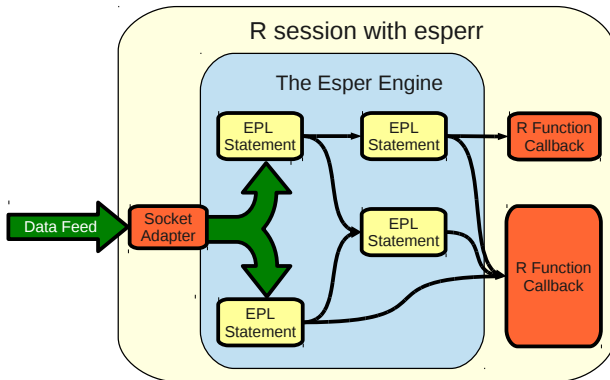 R session with esperr
The Esper Engine
EPL
Statement
EPL
Statement
R Function
Callback
Data Feed
Socket
Adapter
EPL
Statement
R Function
Callback
EPL
Statement